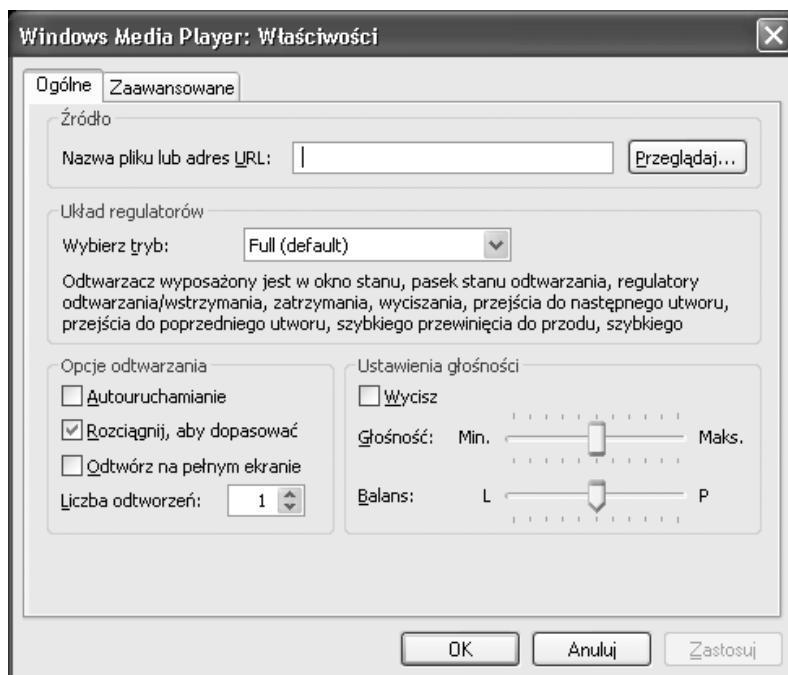 Windows Media Player: Właściwości
Ogólne Zaawansowane
Źródło
Nazwa pliku lub adres URL: Przeglądaj...
Układ regulatorów
Wybierz tryb: Full (default)
Odtwarzacz wyposażony jest w okno stanu, pasek stanu odtwarzania, regulatory
odtwarzania/wstrzymania, zatrzymania, wyciszania, przejścia do następnego utworu,
przejścia do poprzedniego utworu, szybkiego przewinięcia do przodu, szybkiego
Opcje odtwarzania
Autouruchamianie
Rozciągnij, aby dopasować
Odtwórz na pełnym ekranie
Liczba odtworzeń: 1
Ustawienia głośności
Wycisz
Głośność: Min. Maks.
Balans: L P
OK Anuluj Zastosuj